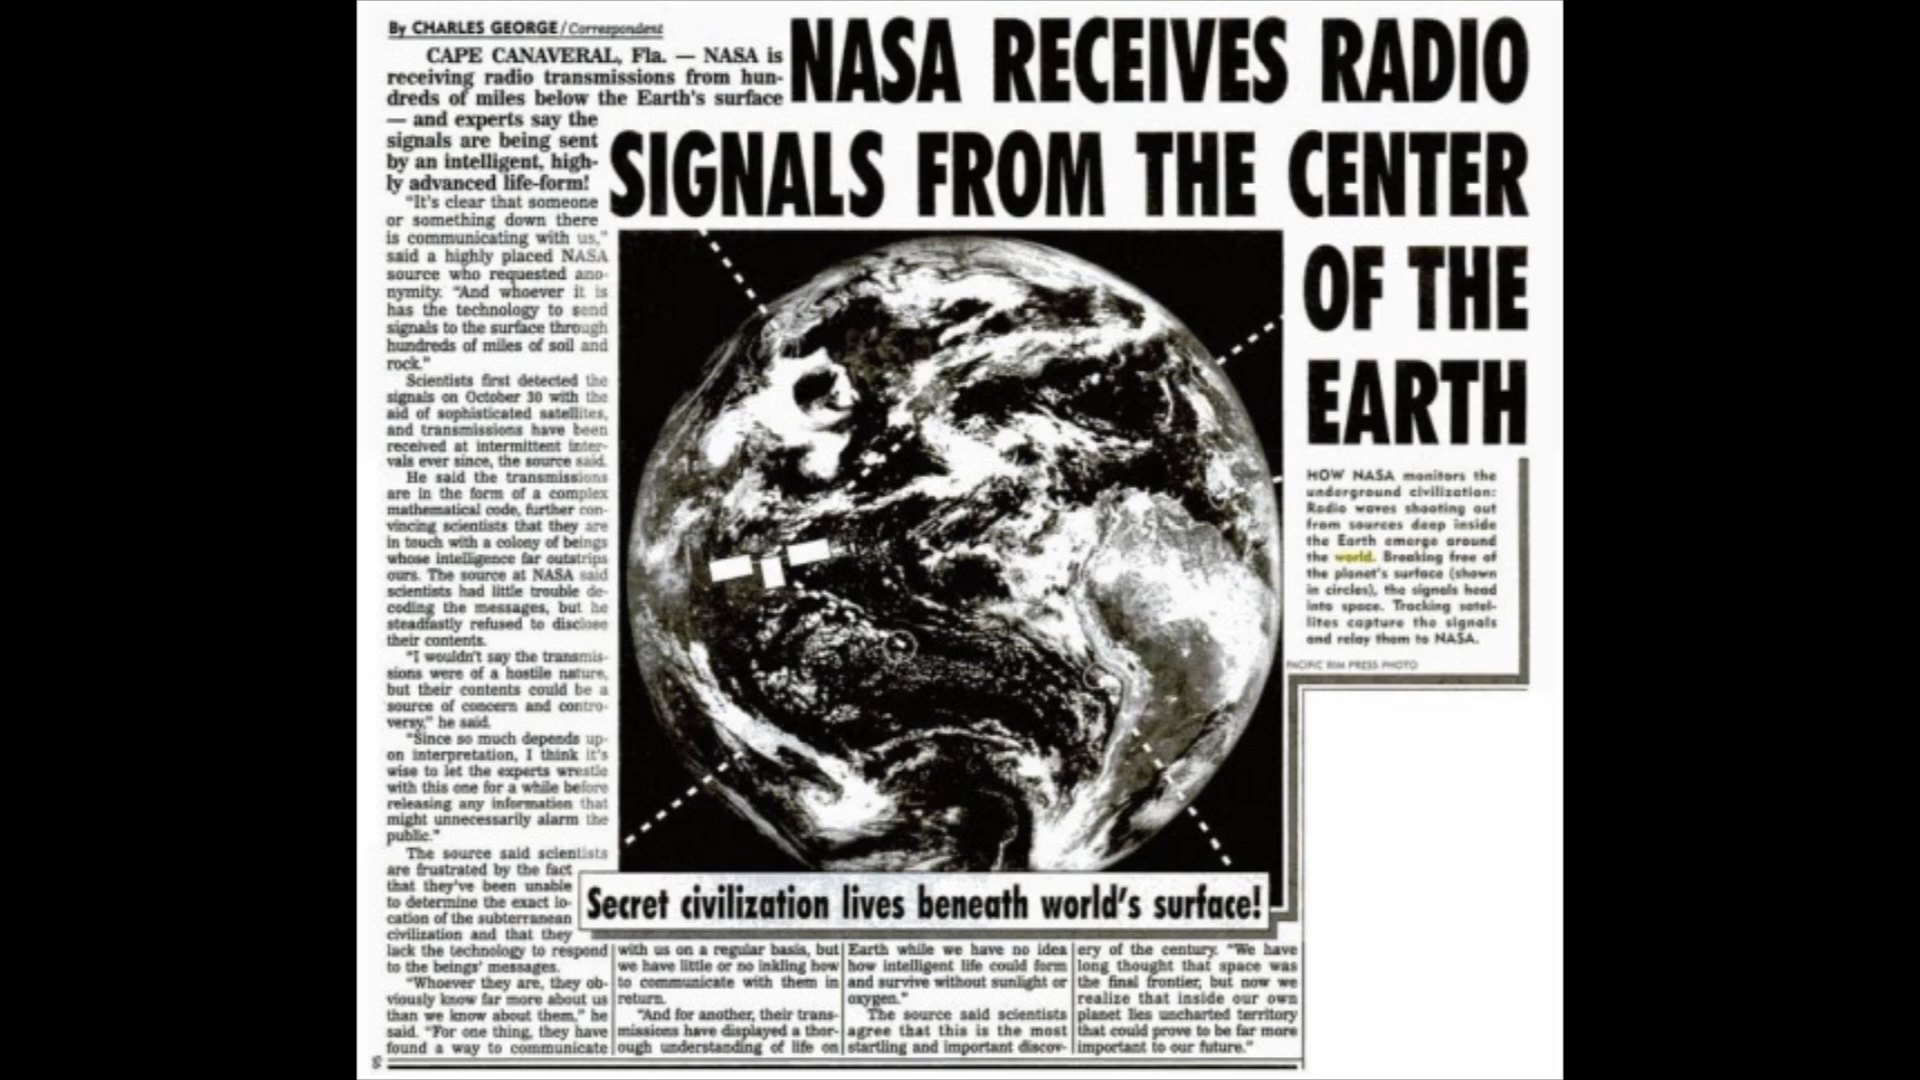 By CHARLES GEORGE/Correspondent
NASA RECEIVES RADIO
SIGNALS FROM THE CENTER
OF THE
EARTH
CAPE CANAVERAL, Fla. — NASA is
receiving radio transmissions from hun-
dreds of miles below the Earth's surface
— and experts say the
signals are being sent
by an intelligent, high-
ly advanced life-form!
"It's clear that someone
or something down there
is communicating with us,"
said a highly placed NASA
source who requested ano-
nymity. "And whoever it is
has the technology to send
signals to the surface through
hundreds of miles of soil and
rock."
Scientists first detected the
signals on October 30 with the
aid of sophisticated satellites,
and transmissions have been
received at intermittent inter-
vals ever since, the source said.
He said the transmissions
are in the form of a complex
mathematical code, further con-
vincing scientists that they are
in touch with a colony of beings
whose intelligence far outstrips
ours. The source at NASA said
scientists had little trouble de-
coding the messages, but he
steadfastly refused to disclose
their contents.
"I wouldn't say the transmis-
sions were of a hostile nature,
but their contents could be a
source of concern and contro-
versy," he said.
"Since so much depends up-
on interpretation, I think it's
wise to let the experts wrestle
with this one for a while before
releasing any information that
might unnecessarily alarm the
public."
The source said scientists
are frustrated by the fact
that they've been unable
to determine the exact lo-
cation of the subterranean
civilization and that they
lack the technology to respond
to the beings' messages.
"Whoever they are, they ob-
viously know far more about us
than we know about them," he
said. "For one thing, they have
found a way to communicate
with us on a regular basis, but
we have little or no inkling how
to communicate with them in
return.
"And for another, their trans-
missions have displayed a thor-
ough understanding of life on
Earth while we have no idea
how intelligent life could form
and survive without sunlight or
oxygen."
The source said scientists
agree that this is the most
startling and important discov-
ery of the century. "We have
long thought that space was
the final frontier, but now we
realize that inside our own
planet lies uncharted territory
that could prove to be far more
important to our future."
HOW NASA monitors the
underground civilization:
Radio waves shooting out
from sources deep inside
the Earth emerge around
the world. Breaking free of
the planet's surface (shown
in circles), the signals head
into space. Tracking satel-
lites capture the signals
and relay them to NASA.
PACIFIC RIM PRESS PHOTO
Secret civilization lives beneath world's surface!